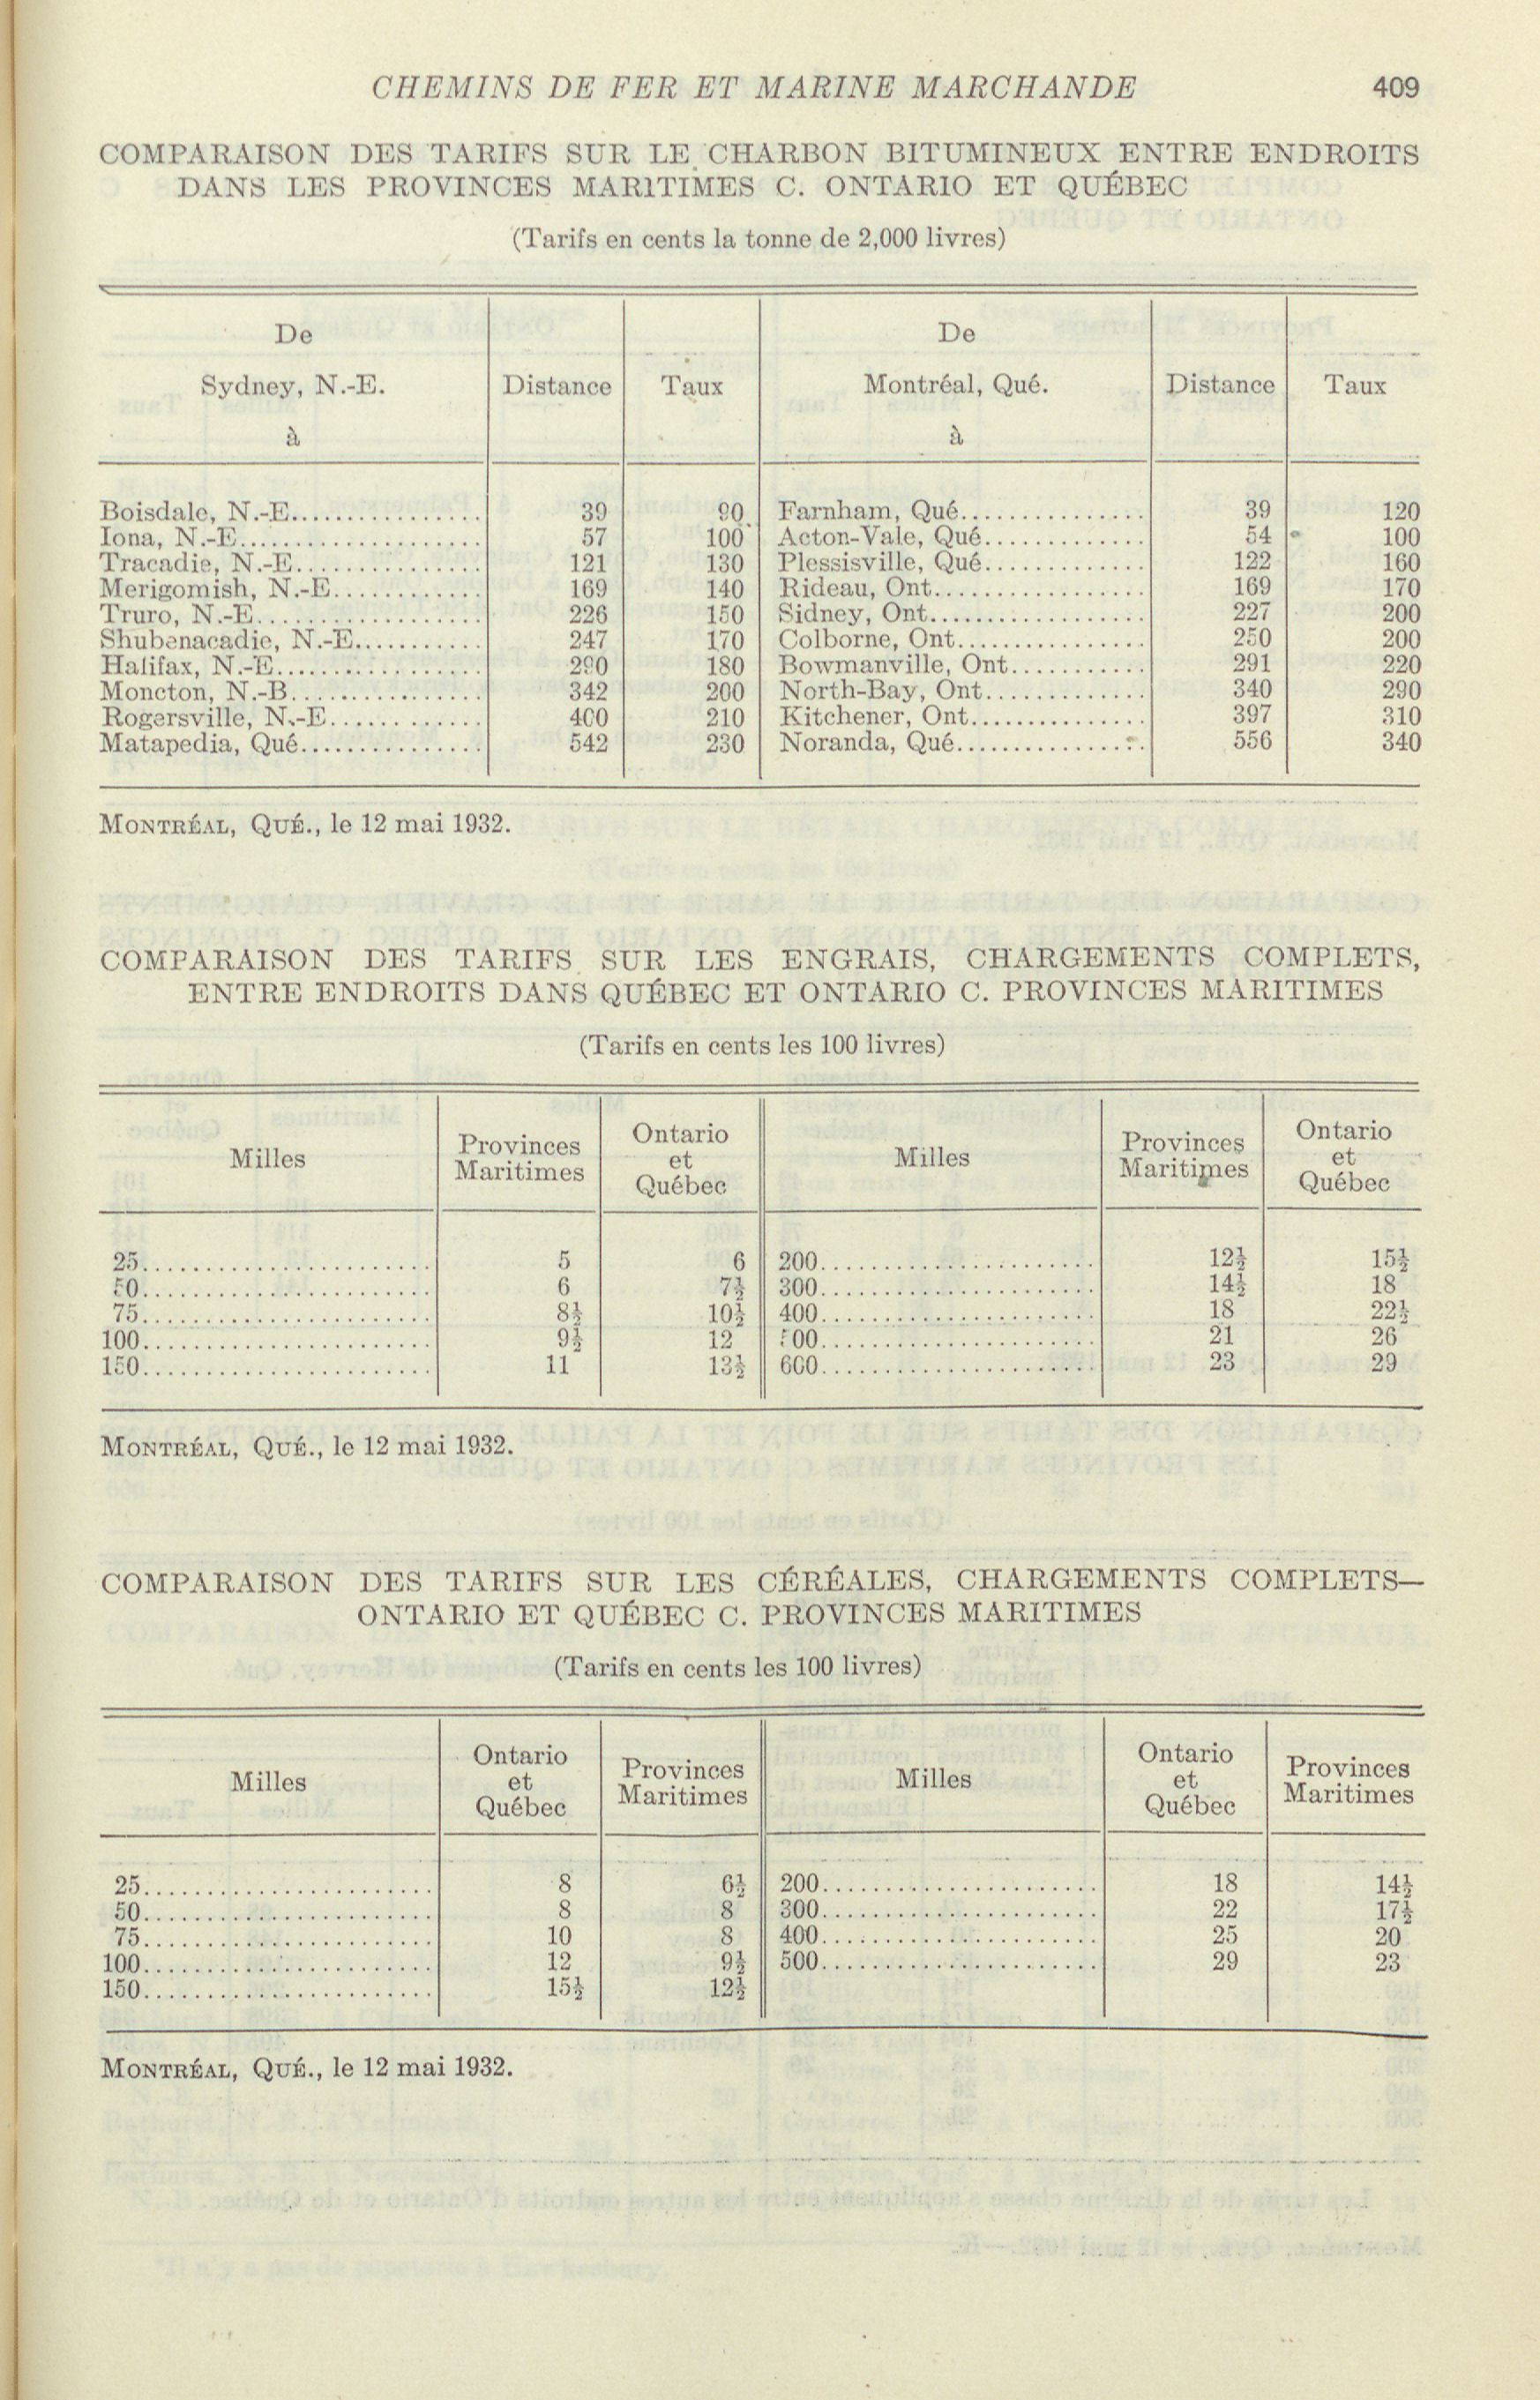 CHEMINS DE FER ET MARINE MARCHANDE 409
COMPARAISON DES TARIFS SUR LE CHARBON BITUMINEUX ENTRE ENDROITS
DANS LES PROVINCES MARITIMES C. ONTARIO ET QUÉBEC
(Tarifs en cents la tonne de 2,000 livres)
De De
Sydney, N.-E. Distance Taux Montréal, Qué. Distance Taux
à à
Boisdale, N.-E................ 39 90 Farnham, Qué............... 39 120
Iona, N.-E.................... 57 100 Acton-Vale, Qué............. 54 100
Tracadie, N.-E............... 121 130 Plessisville, Qué............. 122 160
Merigomish, N.-E............ 169 140 Rideau, Ont................. 169 170
Truro, N.-E.................. 226 150 Sidney, Ont.................. 227 200
Shubenacadie, N.-E.......... 247 170 Colborne, Ont............... 250 200
Halifax, N.-E................ 290 180 Bowmanville, Ont........... 291 220
Moncton, N.-B............... 342 200 North-Bay, Ont............. 340 290
Rogersville, N.-E............ 400 210 Kitchener, Ont.............. 397 310
Matapedia, Qué.............. 542 230 Noranda, Qué............... 556 340
MONTRÉAL, QUÉ., le 12 mai 1932.
COMPARAISON DES TARIFS SUR LES ENGRAIS, CHARGEMENTS COMPLETS,
ENTRE ENDROITS DANS QUÉBEC ET ONTARIO C. PROVINCES MARITIMES
(Tarifs en cents les 100 livres)
Milles Provinces Maritimes Ontario et Québec Milles Provinces Maritimes Ontario et Québec
25....................... 5 6 200...................... 12½ 15½
50....................... 6 7½ 300...................... 14½ 18
75....................... 8½ 10½ 400...................... 18 22½
100....................... 9½ 12 500...................... 21 26
150....................... 11 13½ 600...................... 23 29
MONTRÉAL, QUÉ., le 12 mai 1932.
COMPARAISON DES TARIFS SUR LES CÉRÉALES, CHARGEMENTS COMPLETS—
ONTARIO ET QUÉBEC C. PROVINCES MARITIMES
(Tarifs en cents les 100 livres)
Milles Ontario et Québec Provinces Maritimes Milles Ontario et Québec Provinces Maritimes
25....................... 8 6½ 200...................... 18 14½
50....................... 8 8 300...................... 22 17½
75....................... 10 8 400...................... 25 20
100....................... 12 9½ 500...................... 29 23
150....................... 15½ 12½
MONTRÉAL, QUÉ., le 12 mai 1932.